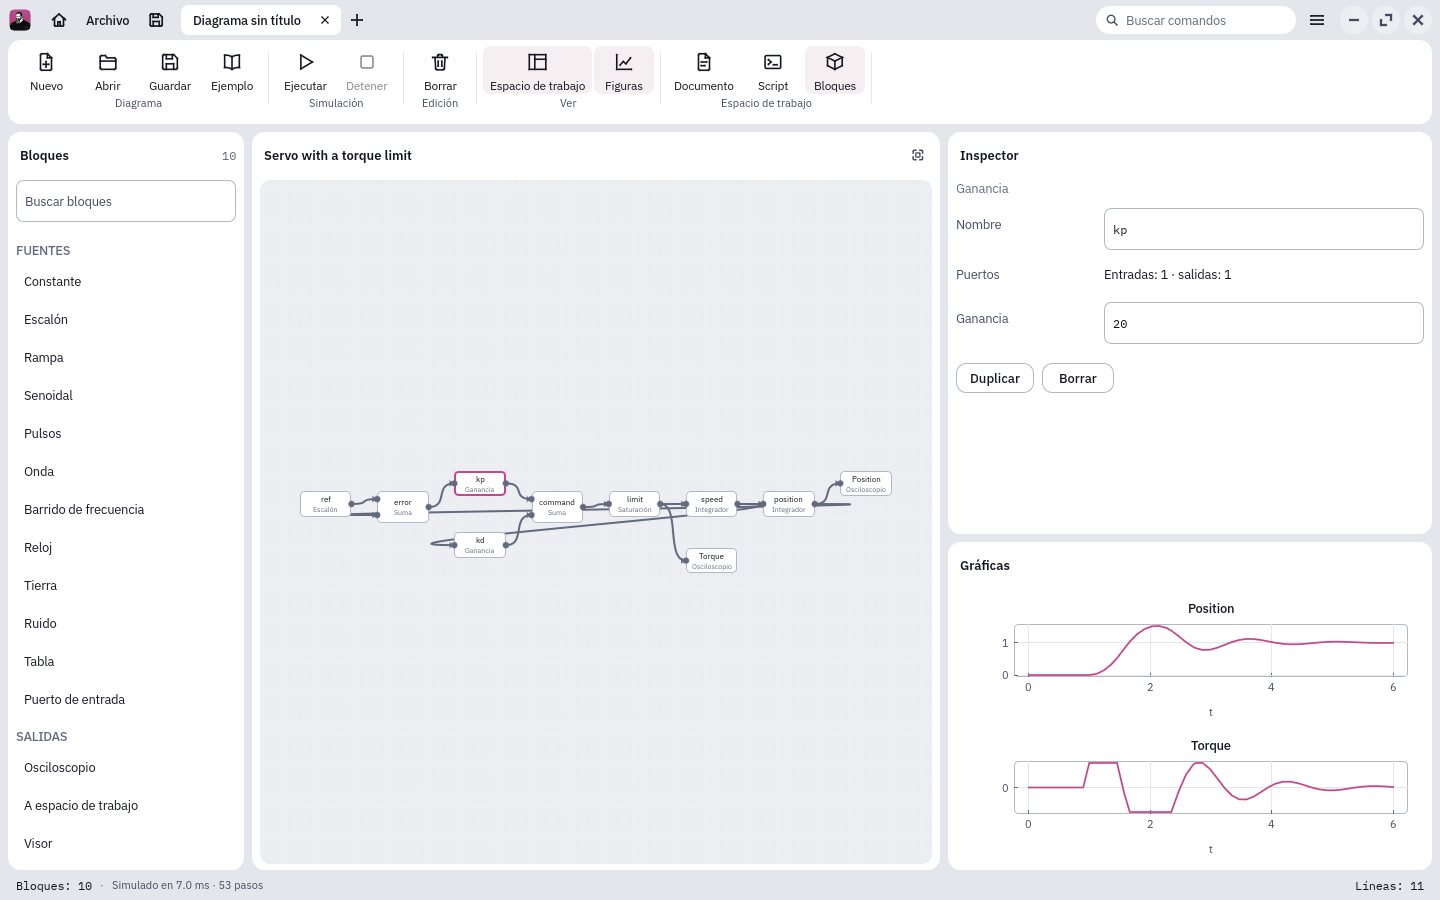 Archivo
Diagrama sin título
Buscar comandos
Nuevo
Abrir
Guardar
Ejemplo
Ejecutar
Detener
Borrar
Espacio de trabajo
Figuras
Documento
Script
Bloques
Diagrama
Simulación
Edición
Ver
Espacio de trabajo
Bloques
10
Buscar bloques
FUENTES
Constante
Escalón
Rampa
Senoidal
Pulsos
Onda
Barrido de frecuencia
Reloj
Tierra
Ruido
Tabla
Puerto de entrada
SALIDAS
Osciloscopio
A espacio de trabajo
Visor
Servo with a torque limit
ref
Escalón
error
Suma
kp
Ganancia
kd
Ganancia
command
Suma
limit
Saturación
speed
Integrador
position
Integrador
Position
Osciloscopio
Torque
Osciloscopio
Inspector
Ganancia
Nombre
kp
Puertos
Entradas: 1 · salidas: 1
Ganancia
20
Duplicar
Borrar
Gráficas
Position
1
0
0 2 4 6
t
Torque
0
0 2 4 6
t
Bloques: 10 · Simulado en 7.0 ms · 53 pasos
Líneas: 11